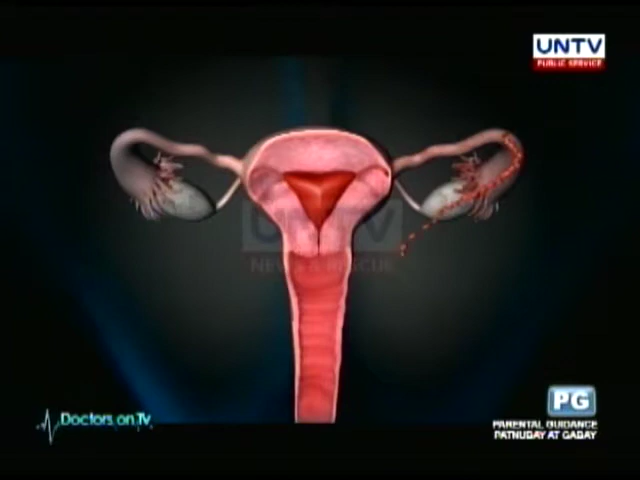 UNTV
PUBLIC SERVICE
UNTV
NEWS & RESCUE
Doctors on Tv
PG
PARENTAL GUIDANCE
PATNUBAY AT GABAY